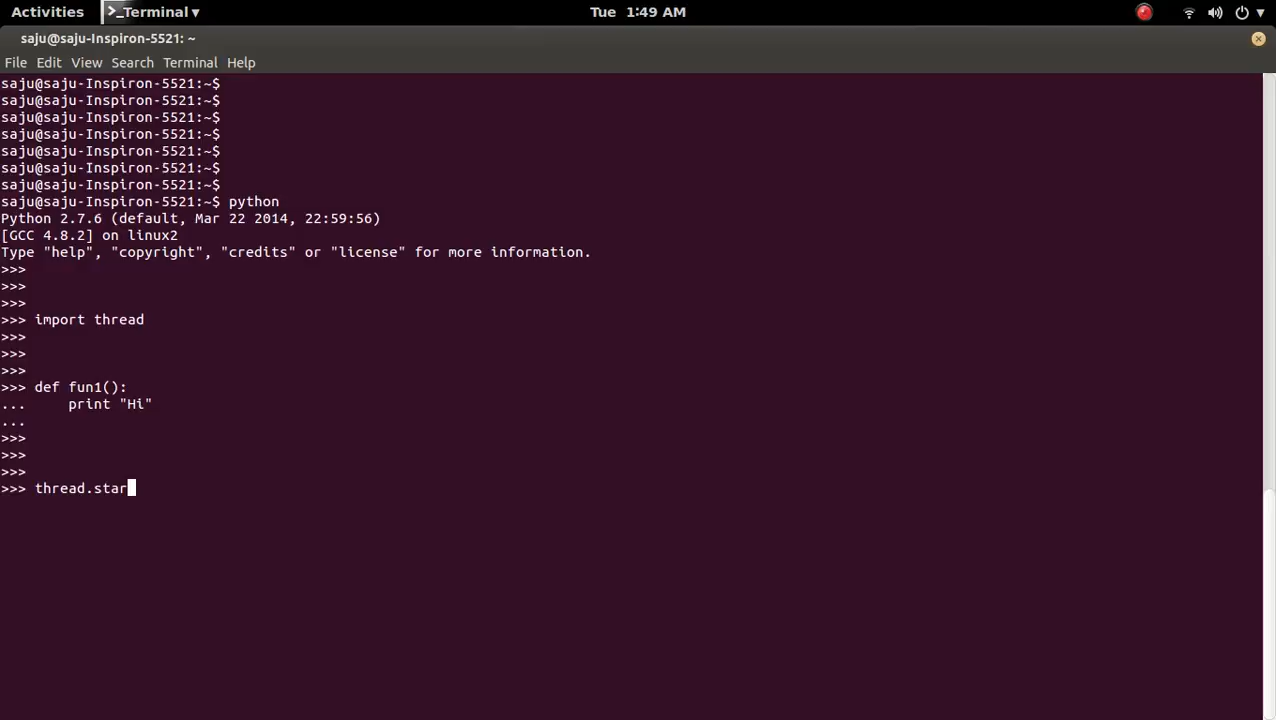 Activities Terminal ▾ Tue 1:49 AM
saju@saju-Inspiron-5521: ~
File Edit View Search Terminal Help
saju@saju-Inspiron-5521:~$
saju@saju-Inspiron-5521:~$
saju@saju-Inspiron-5521:~$
saju@saju-Inspiron-5521:~$
saju@saju-Inspiron-5521:~$
saju@saju-Inspiron-5521:~$
saju@saju-Inspiron-5521:~$
saju@saju-Inspiron-5521:~$ python
Python 2.7.6 (default, Mar 22 2014, 22:59:56)
[GCC 4.8.2] on linux2
Type "help", "copyright", "credits" or "license" for more information.
>>>
>>>
>>>
>>> import thread
>>>
>>>
>>>
>>> def fun1():
...     print "Hi"
...
>>>
>>>
>>>
>>> thread.star